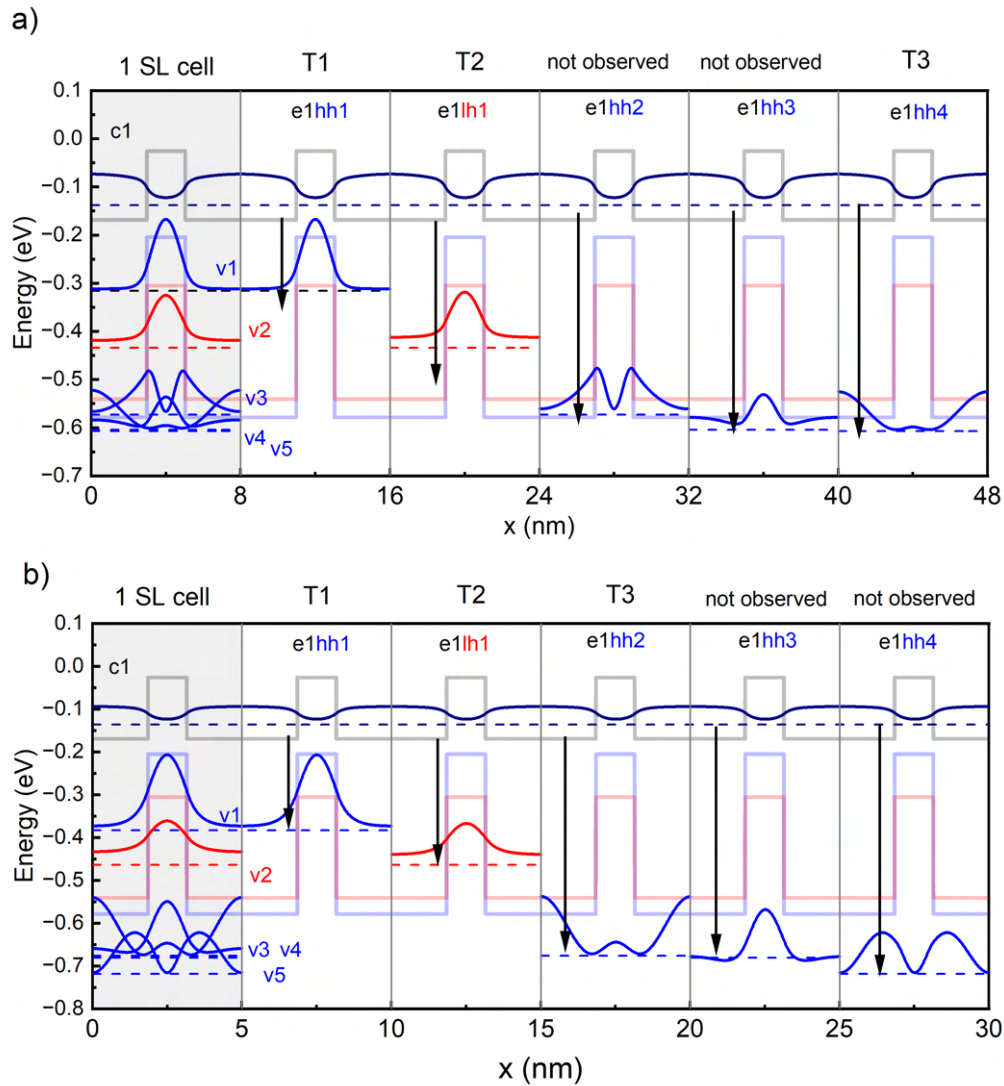 a)
1 SL cell T1 T2 not observed not observed T3
0.1
0.0
−0.1
−0.2
−0.3
−0.4
−0.5
−0.6
−0.7
Energy (eV)
c1 e1hh1 e1lh1 e1hh2 e1hh3 e1hh4
v1
v2
v3
v4 v5
0 8 16 24 32 40 48
x (nm)
b)
1 SL cell T1 T2 T3 not observed not observed
0.1
0.0
−0.1
−0.2
−0.3
−0.4
−0.5
−0.6
−0.7
−0.8
Energy (eV)
c1 e1hh1 e1lh1 e1hh2 e1hh3 e1hh4
v1
v2
v3 v4
v5
0 5 10 15 20 25 30
x (nm)